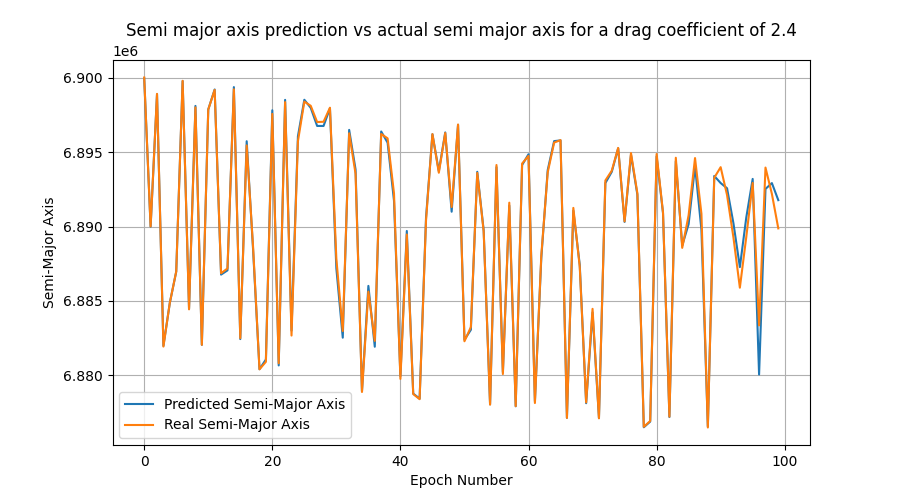 Semi major axis prediction vs actual semi major axis for a drag coefficient of 2.4
1e6
6.900
6.895
6.890
6.885
6.880
Semi-Major Axis
Predicted Semi-Major Axis
Real Semi-Major Axis
0 20 40 60 80 100
Epoch Number